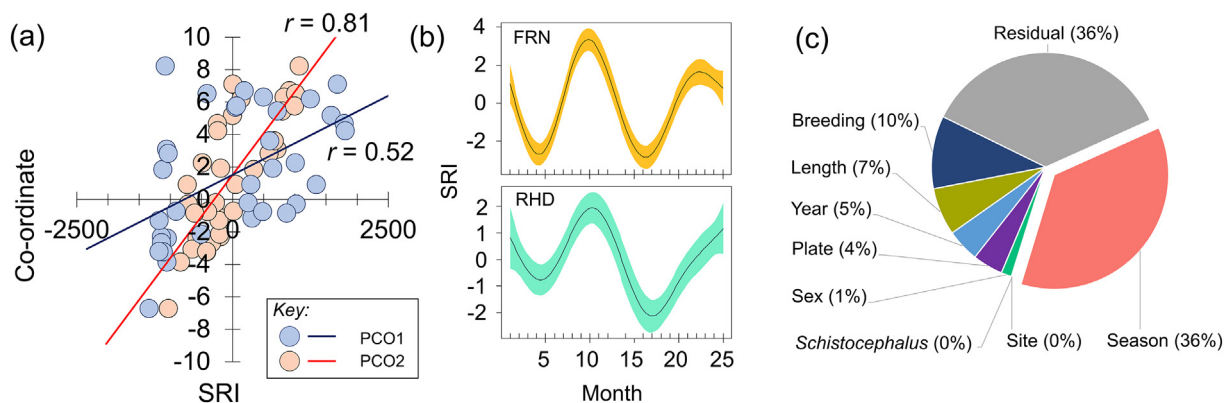 (a)
r = 0.81
r = 0.52
Co-ordinate
10
8
6
4
2
0
-2
-4
-6
-8
-10
-2500
0
2500
SRI
Key:
PCO1
PCO2
(b)
FRN
4
2
0
-2
SRI
RHD
2
1
0
-1
-2
5
10
15
20
25
Month
(c)
Residual (36%)
Breeding (10%)
Length (7%)
Year (5%)
Plate (4%)
Sex (1%)
Schistocephalus (0%)
Site (0%)
Season (36%)